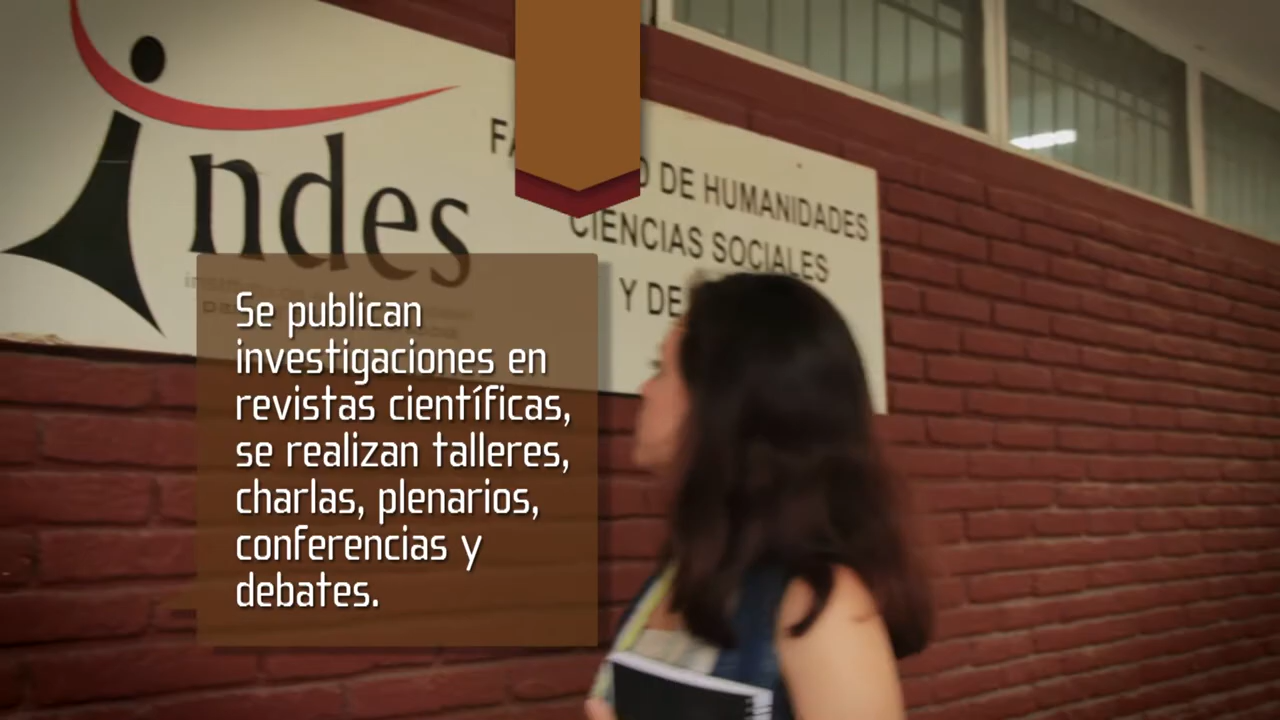 indes
DE HUMANIDADES
CIENCIAS SOCIALES
Y DE
Se publican
investigaciones en
revistas científicas,
se realizan talleres,
charlas, plenarios,
conferencias y
debates.